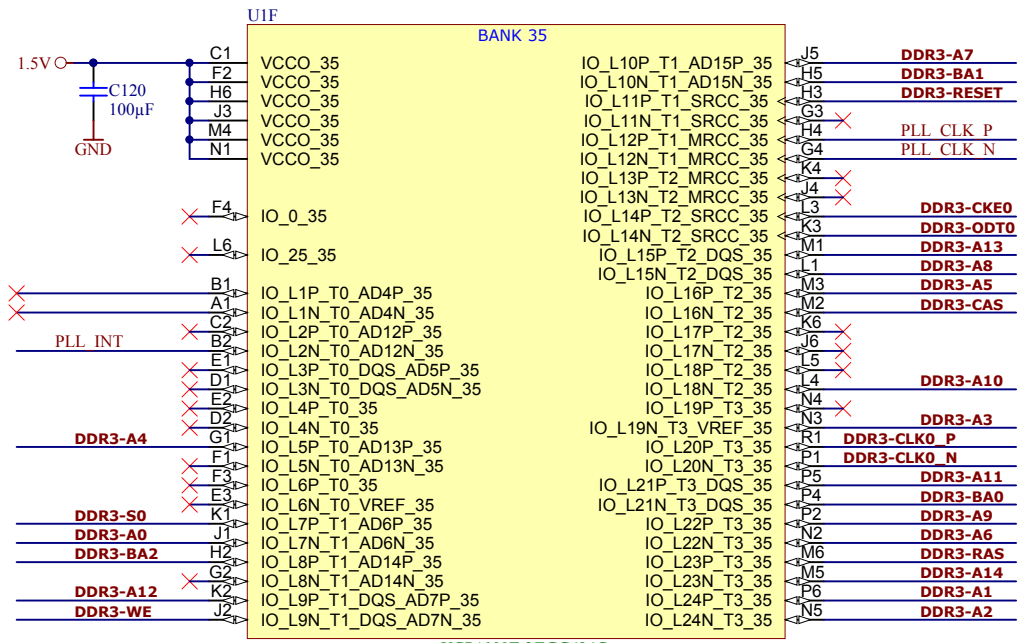 U1F
BANK 35
1.5V
C120
100µF
GND
C1 VCCO_35
F2 VCCO_35
H6 VCCO_35
J3 VCCO_35
M4 VCCO_35
N1 VCCO_35
F4 IO_0_35
L6 IO_25_35
B1 IO_L1P_T0_AD4P_35
A1 IO_L1N_T0_AD4N_35
C2 IO_L2P_T0_AD12P_35
PLL_INT B2 IO_L2N_T0_AD12N_35
E1 IO_L3P_T0_DQS_AD5P_35
D1 IO_L3N_T0_DQS_AD5N_35
E2 IO_L4P_T0_35
D2 IO_L4N_T0_35
DDR3-A4 G1 IO_L5P_T0_AD13P_35
F1 IO_L5N_T0_AD13N_35
F3 IO_L6P_T0_35
E3 IO_L6N_T0_VREF_35
DDR3-S0 K1 IO_L7P_T1_AD6P_35
DDR3-A0 J1 IO_L7N_T1_AD6N_35
DDR3-BA2 H2 IO_L8P_T1_AD14P_35
G2 IO_L8N_T1_AD14N_35
DDR3-A12 K2 IO_L9P_T1_DQS_AD7P_35
DDR3-WE J2 IO_L9N_T1_DQS_AD7N_35
IO_L10P_T1_AD15P_35 J5 DDR3-A7
IO_L10N_T1_AD15N_35 H5 DDR3-BA1
IO_L11P_T1_SRCC_35 H3 DDR3-RESET
IO_L11N_T1_SRCC_35 G3
IO_L12P_T1_MRCC_35 H4 PLL_CLK_P
IO_L12N_T1_MRCC_35 G4 PLL_CLK_N
IO_L13P_T2_MRCC_35 K4
IO_L13N_T2_MRCC_35 J4
IO_L14P_T2_SRCC_35 L3 DDR3-CKE0
IO_L14N_T2_SRCC_35 K3 DDR3-ODT0
IO_L15P_T2_DQS_35 M1 DDR3-A13
IO_L15N_T2_DQS_35 L1 DDR3-A8
IO_L16P_T2_35 M3 DDR3-A5
IO_L16N_T2_35 M2 DDR3-CAS
IO_L17P_T2_35 K6
IO_L17N_T2_35 J6
IO_L18P_T2_35 L5
IO_L18N_T2_35 L4 DDR3-A10
IO_L19P_T3_35 N4
IO_L19N_T3_VREF_35 N3 DDR3-A3
IO_L20P_T3_35 R1 DDR3-CLK0_P
IO_L20N_T3_35 P1 DDR3-CLK0_N
IO_L21P_T3_DQS_35 P5 DDR3-A11
IO_L21N_T3_DQS_35 P4 DDR3-BA0
IO_L22P_T3_35 P2 DDR3-A9
IO_L22N_T3_35 N2 DDR3-A6
IO_L23P_T3_35 M6 DDR3-RAS
IO_L23N_T3_35 M5 DDR3-A14
IO_L24P_T3_35 P6 DDR3-A1
IO_L24N_T3_35 N5 DDR3-A2